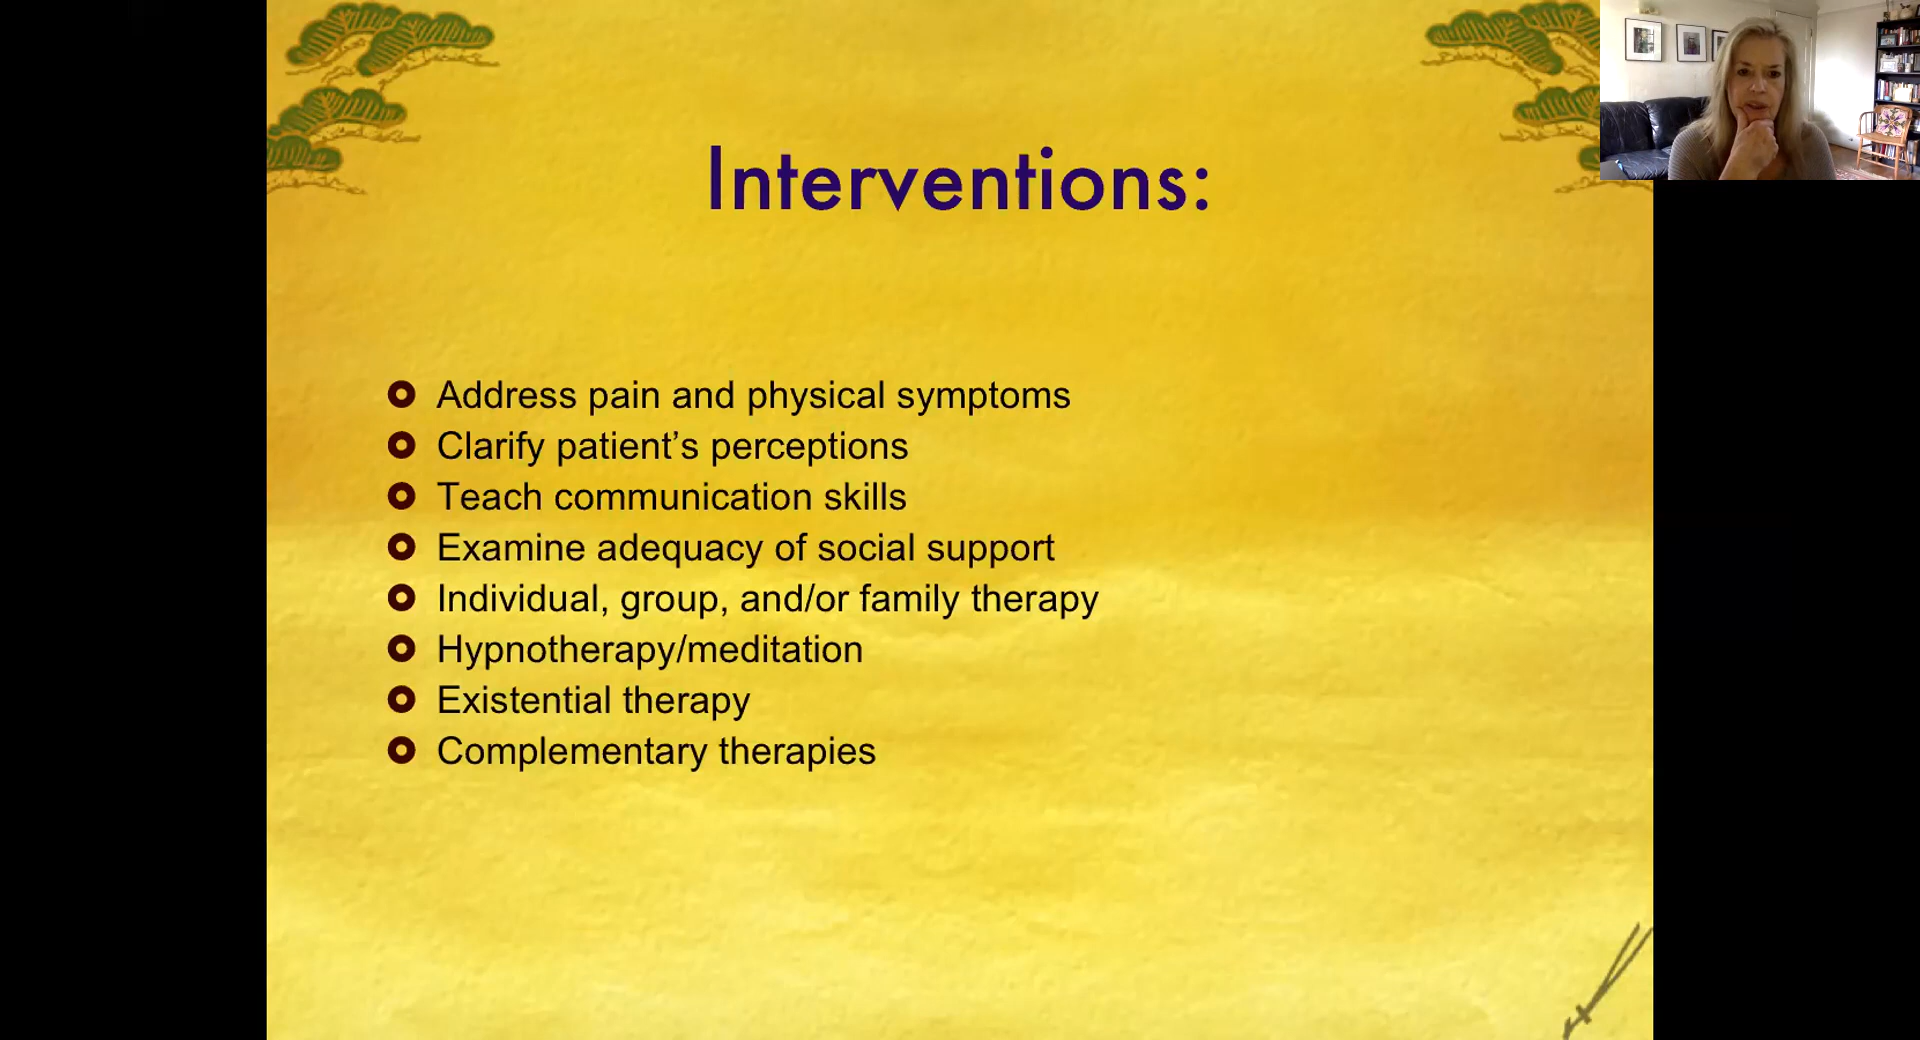 Interventions:
Address pain and physical symptoms
Clarify patient’s perceptions
Teach communication skills
Examine adequacy of social support
Individual, group, and/or family therapy
Hypnotherapy/meditation
Existential therapy
Complementary therapies